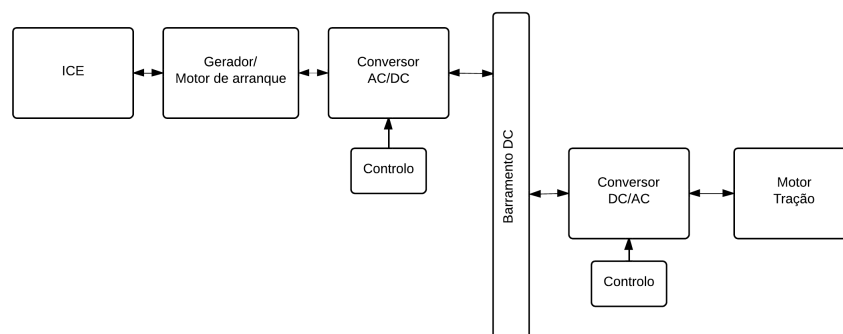 ICE
Gerador/
Motor de arranque
Conversor
AC/DC
Controlo
Barramento DC
Conversor
DC/AC
Controlo
Motor
Tração